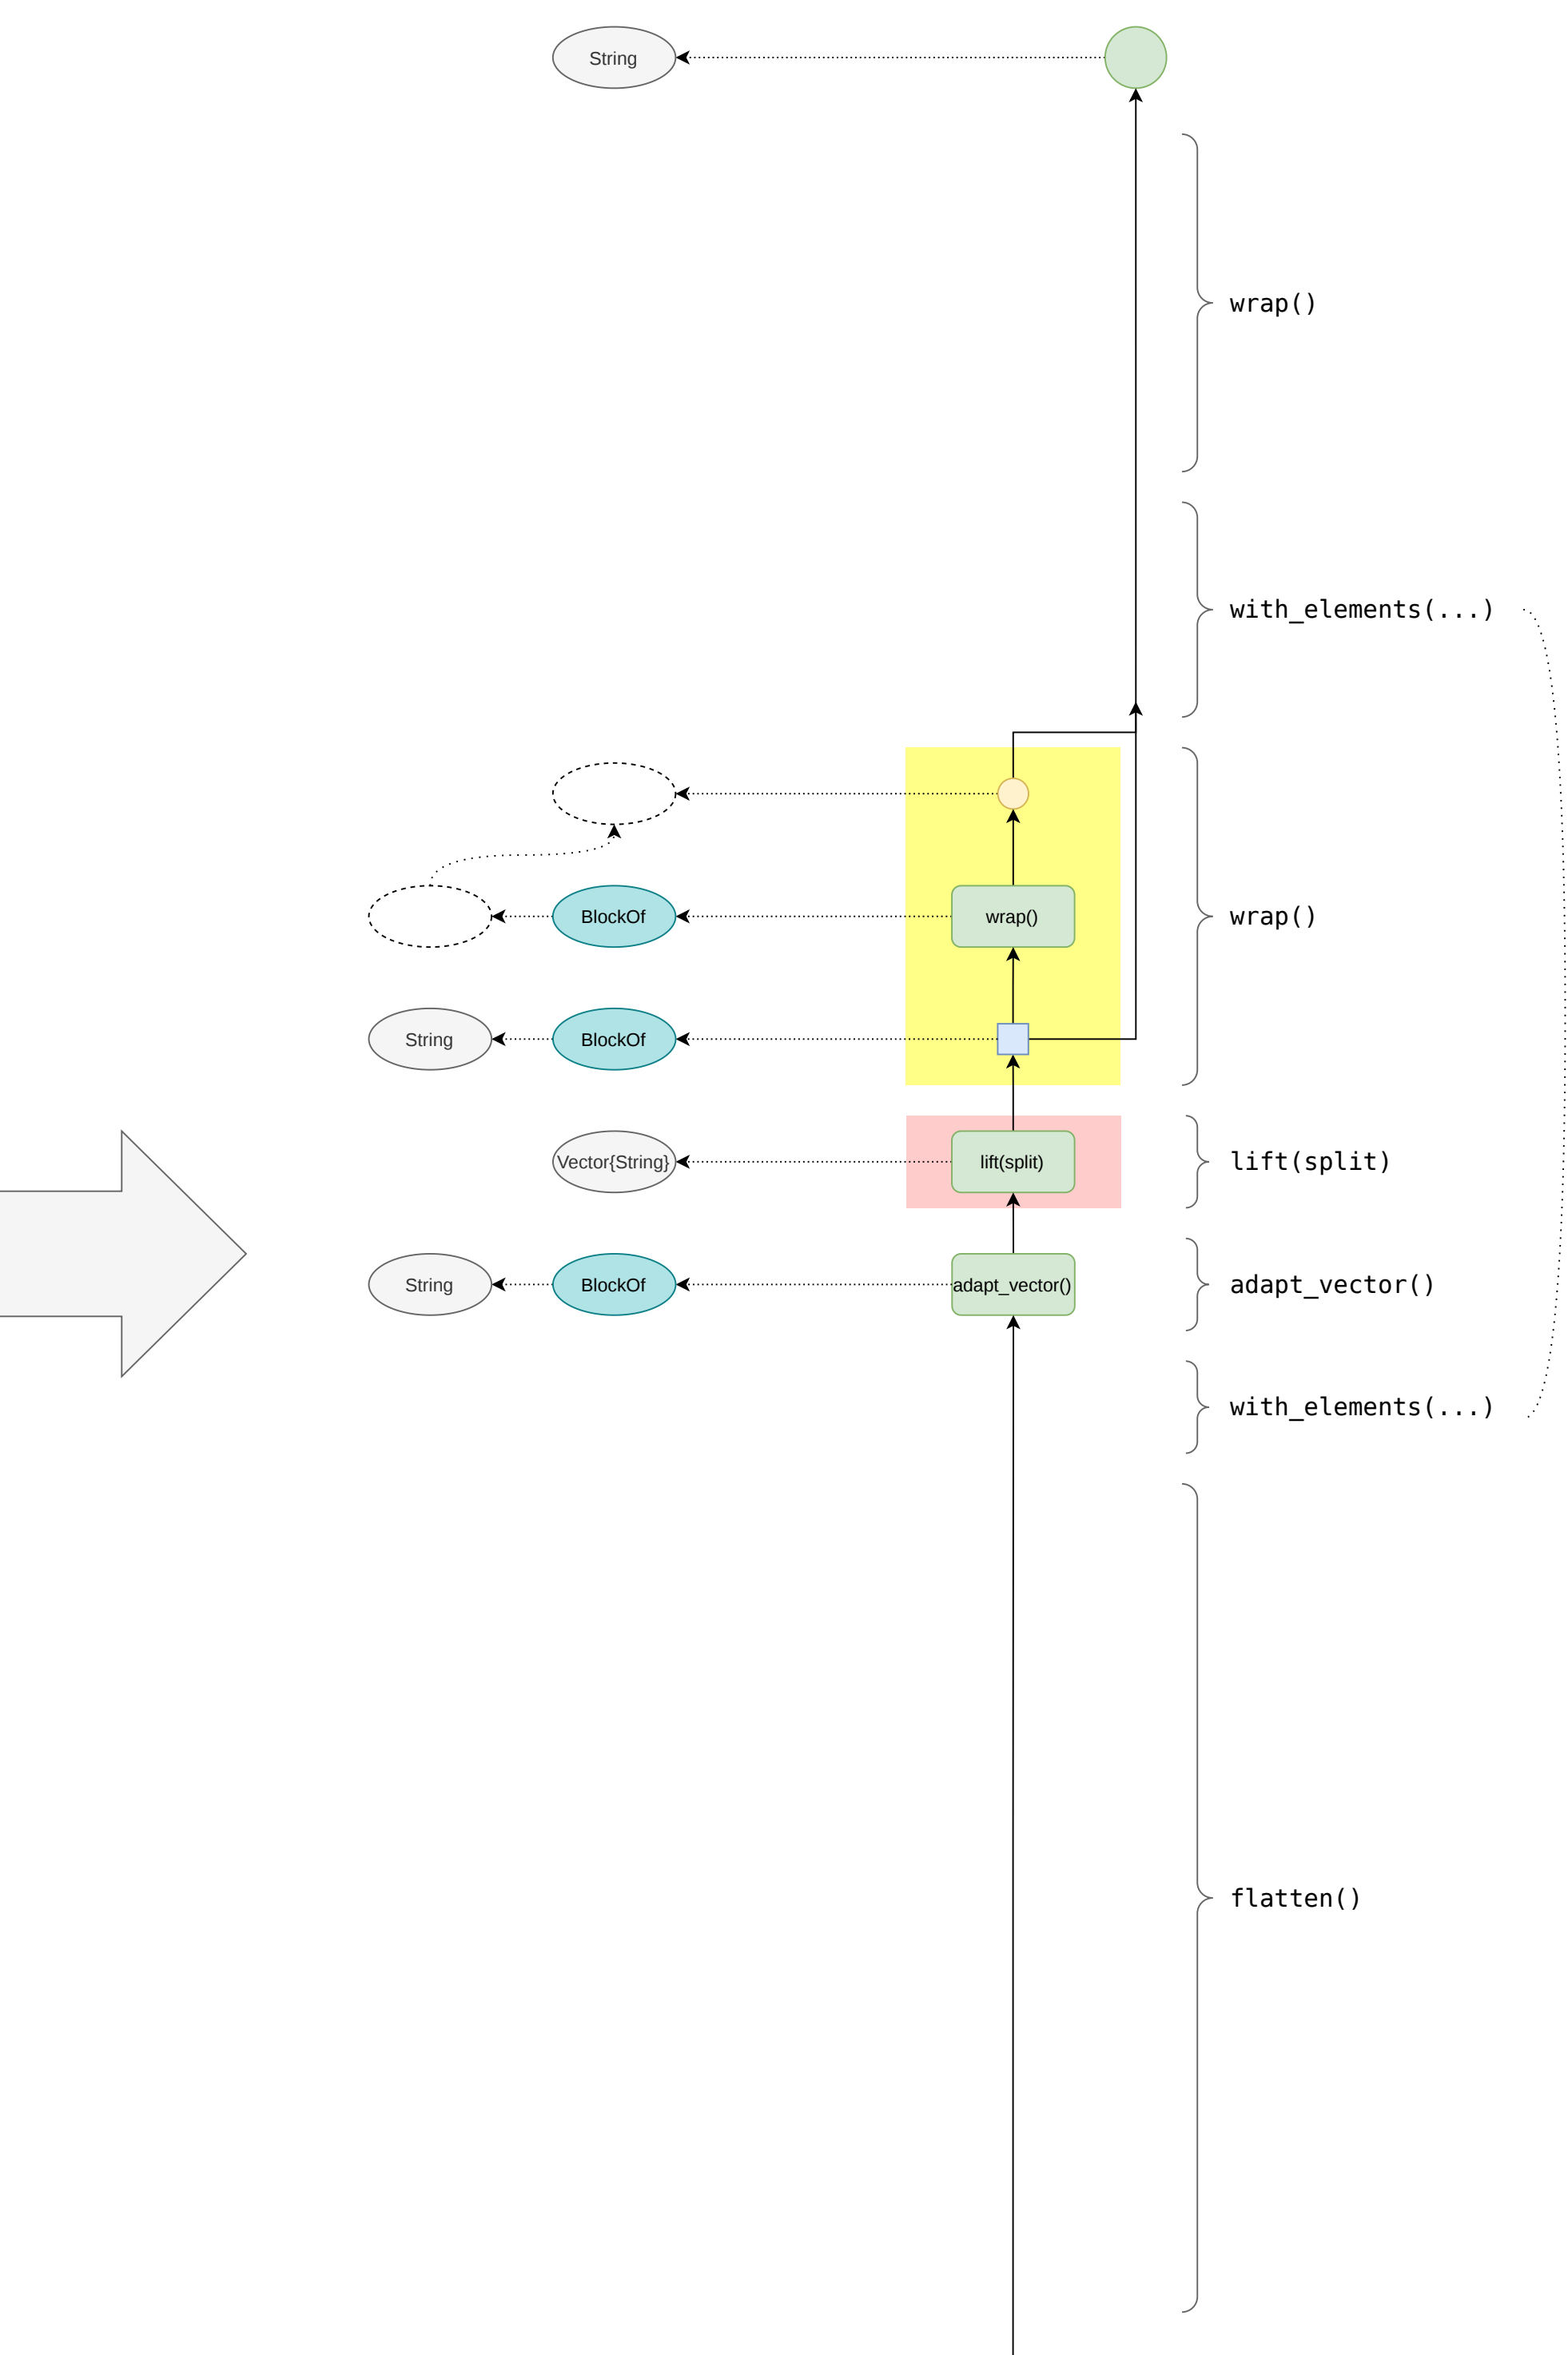 String
wrap()
with_elements(...)
BlockOf
wrap()
wrap()
String
BlockOf
Vector{String}
lift(split)
lift(split)
String
BlockOf
adapt_vector()
adapt_vector()
with_elements(...)
flatten()